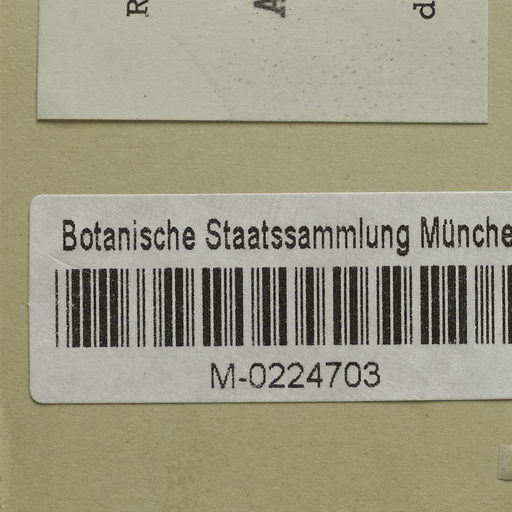 R A d
Botanische Staatssammlung Münche
M-0224703